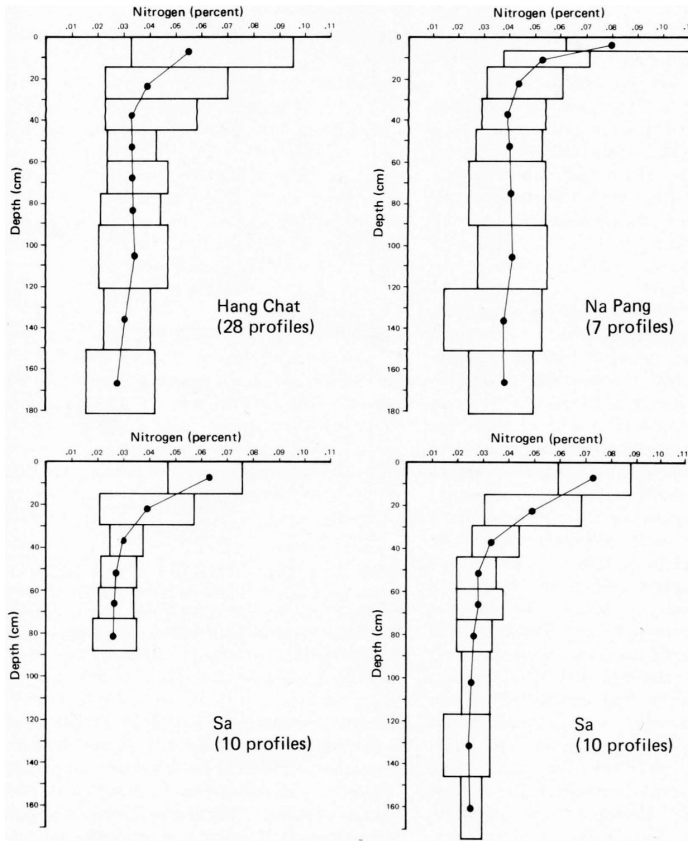 Nitrogen (percent)
.01 .02 .03 .04 .05 .06 .07 .08 .09 .10 .11
0
20
40
60
80
100
120
140
160
180
Depth (cm)
Hang Chat
(28 profiles)
Nitrogen (percent)
.01 .02 .03 .04 .05 .06 .07 .08 .09 .10 .11
0
20
40
60
80
100
120
140
160
180
Depth (cm)
Na Pang
(7 profiles)
Nitrogen (percent)
.01 .02 .03 .04 .05 .06 .07 .08 .09 .10 .11
0
20
40
60
80
100
130
140
160
Depth (cm)
Sa
(10 profiles)
Nitrogen (percent)
.01 .02 .03 .04 .05 .06 .07 .08 .09 .10 .11
0
20
40
60
80
100
130
140
160
Depth (cm)
Sa
(10 profiles)